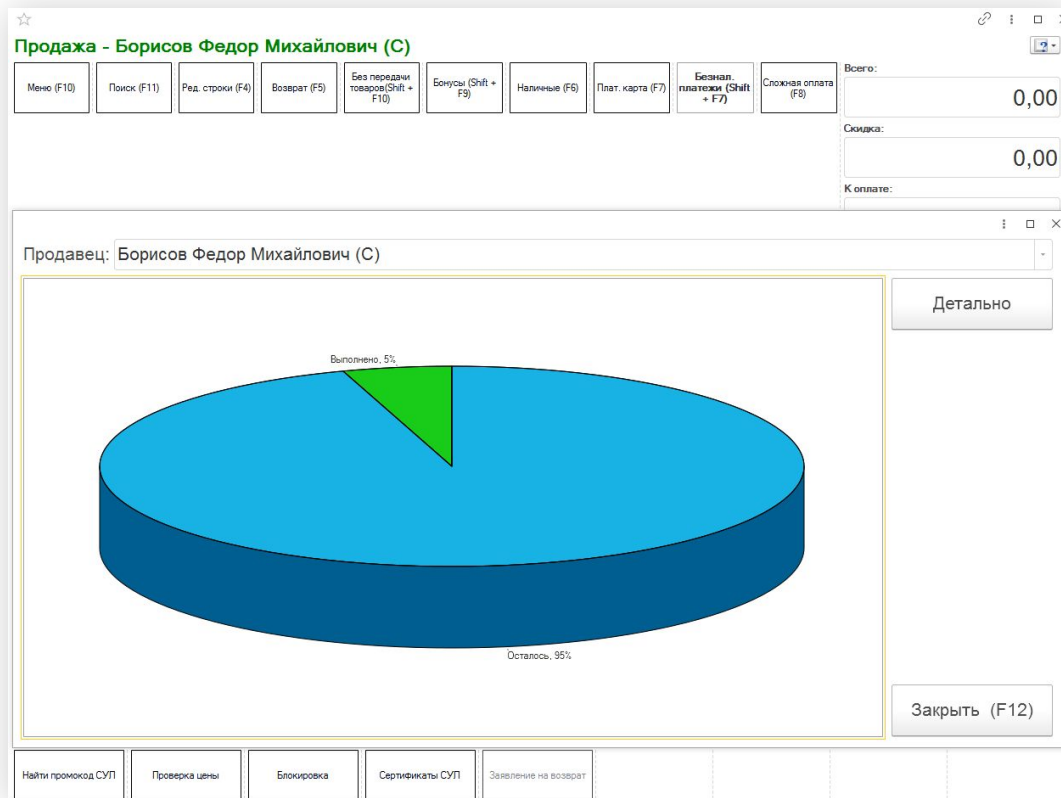 Продажа - Борисов Федор Михайлович (С)
Меню (F10)
Поиск (F11)
Ред. строки (F4)
Возврат (F5)
Без передачи
товаров(Shift +
F10)
Бонусы (Shift +
F9)
Наличные (F6)
Плат. карта (F7)
Безнал.
платежи (Shift
+ F7)
Сложная оплата
(F8)
Всего:
0,00
Скидка:
0,00
К оплате:
Продавец: Борисов Федор Михайлович (С)
Детально
Выполнено, 5%
Осталось, 95%
Закрыть (F12)
Найти промокод СУП
Проверка цены
Блокировка
Сертификаты СУП
Заявление на возврат